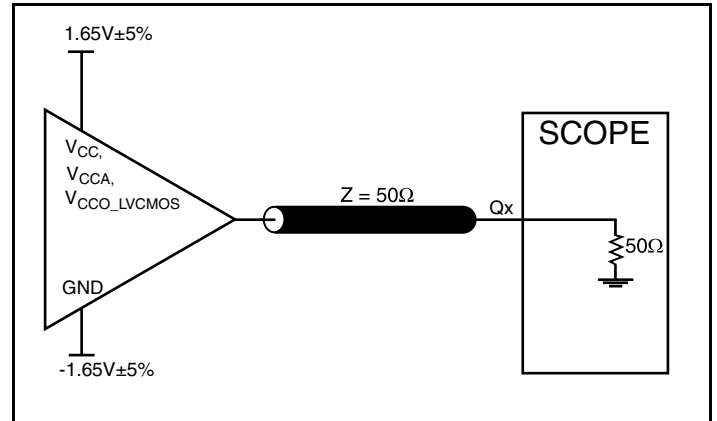 1.65V±5%
SCOPE
VCC,
VCCA,
VCCO_LVCMOS
Z = 50Ω
Qx
50Ω
GND
-1.65V±5%